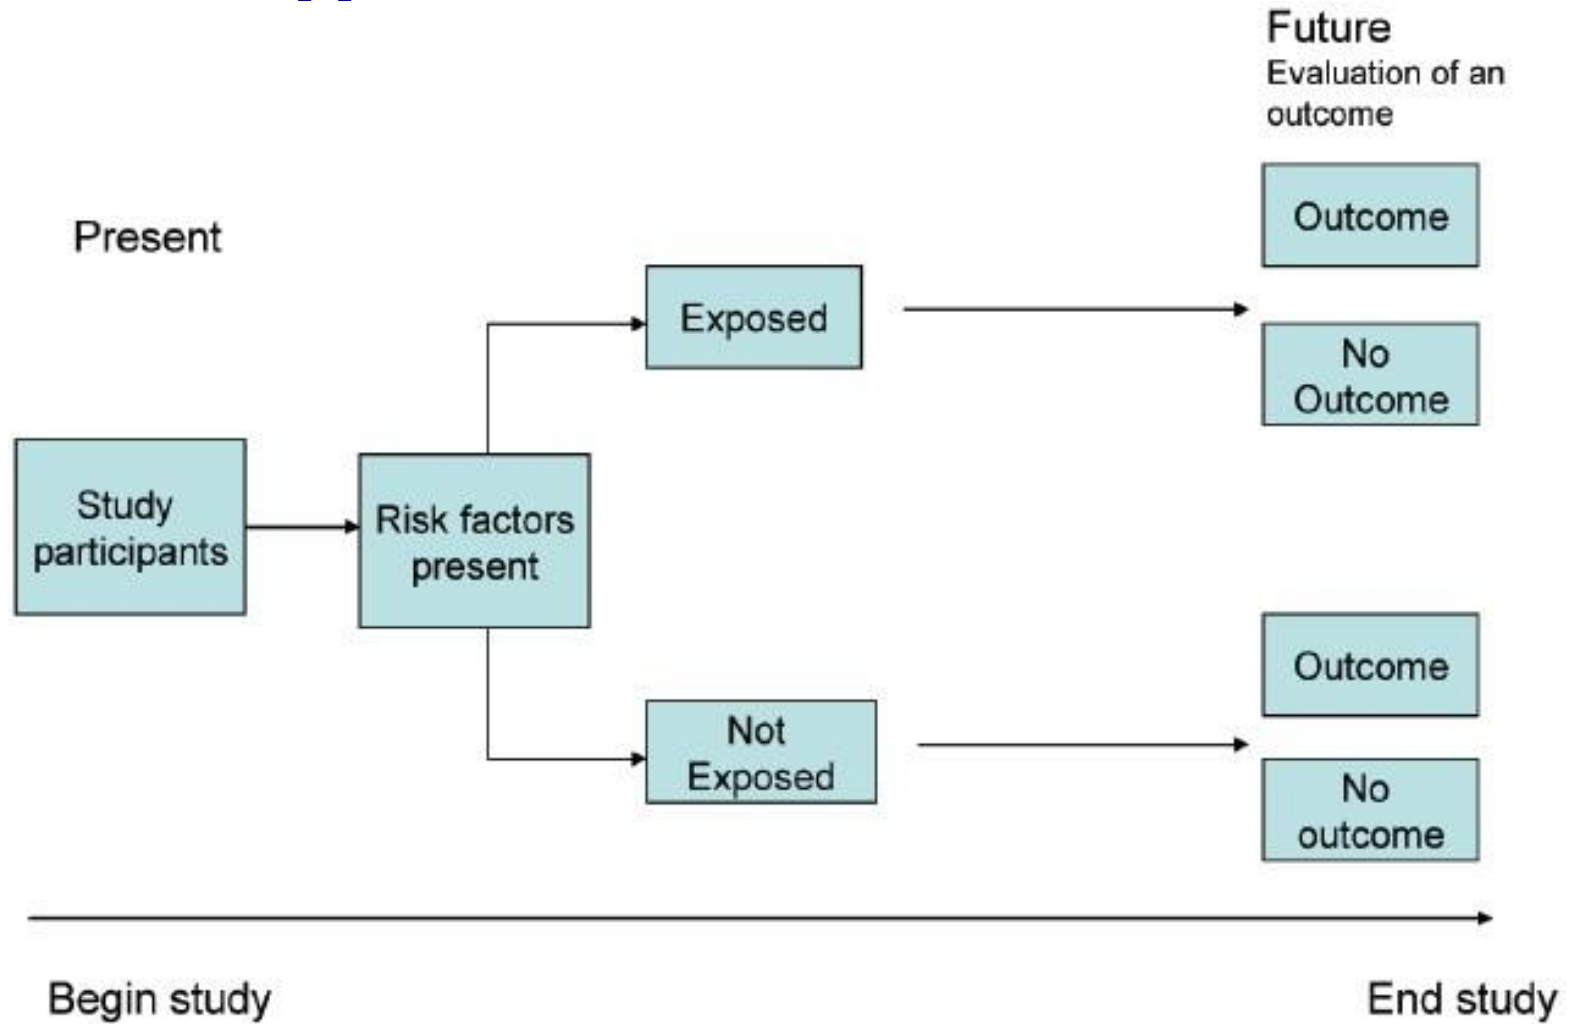 Future
Evaluation of an
outcome
Outcome
Present
Exposed
No
Outcome
Study
participants
Risk factors
present
Outcome
Not
Exposed
No
outcome
Begin study
End study